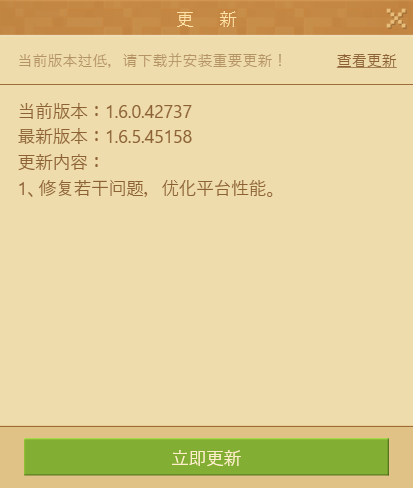 更 新
当前版本过低，请下载并安装重要更新！ 查看更新
当前版本：1.6.0.42737
最新版本：1.6.5.45158
更新内容：
1、修复若干问题，优化平台性能。
立即更新